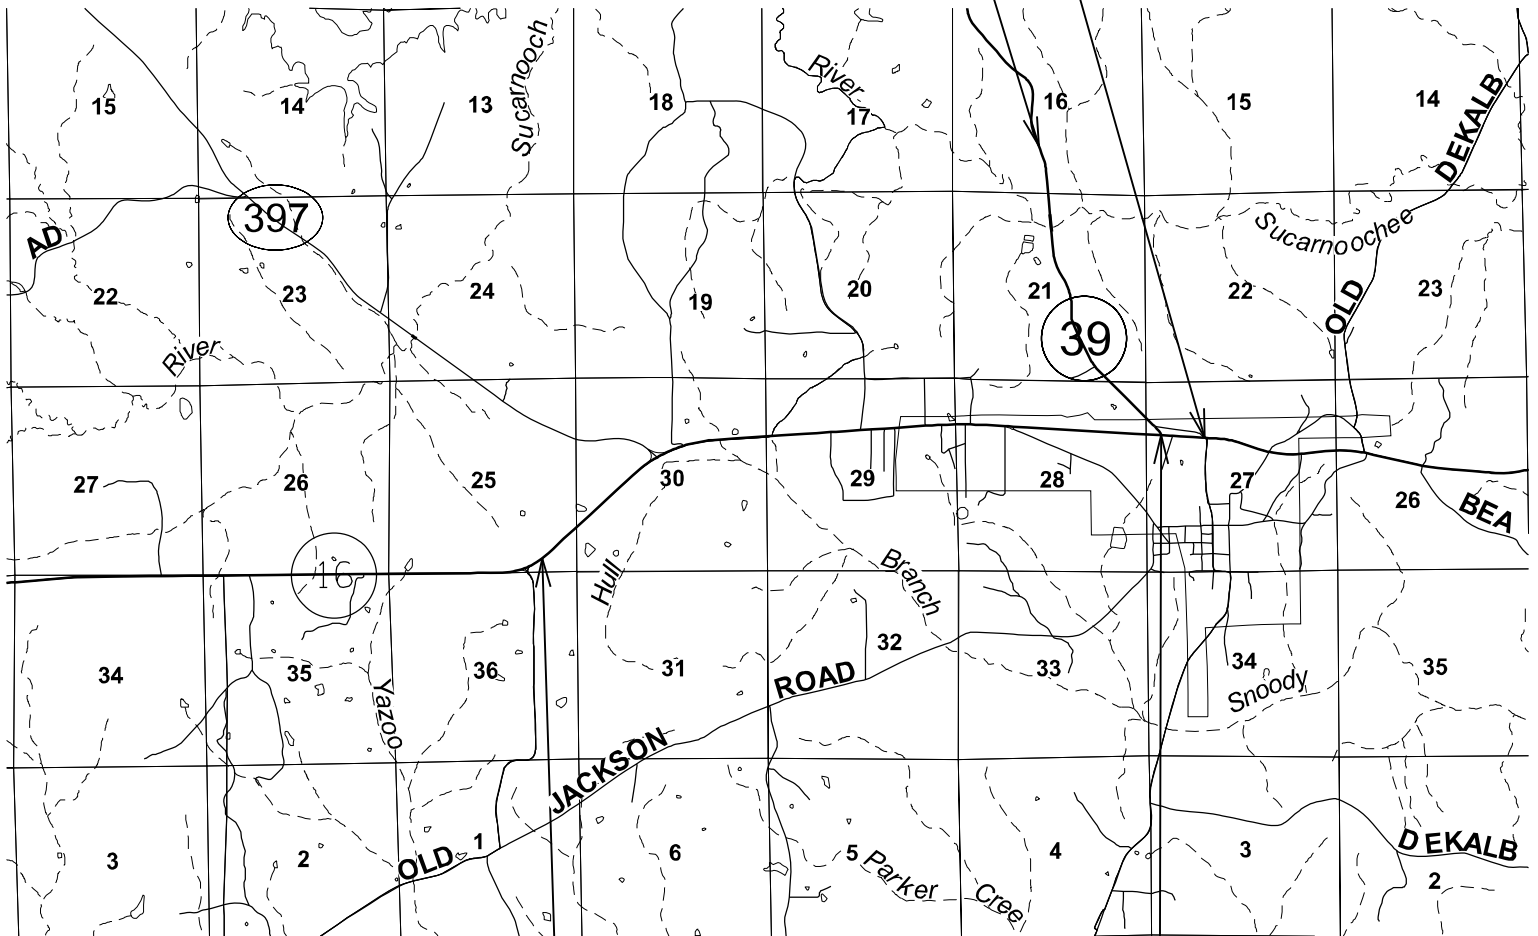 Sucarnooch
River
15
14
13
18
17
16
15
14
DEKALB
397
AD
Sucarnoochee
22
23
24
19
20
21
22
23
39
OLD
River
27
26
25
30
29
28
27
26
BEA
16
Hull
Branch
34
35
36
31
32
33
34
35
Yazoo
ROAD
Snoody
JACKSON
OLD
3
2
1
6
5
4
3
2
DEKALB
Parker
Cree